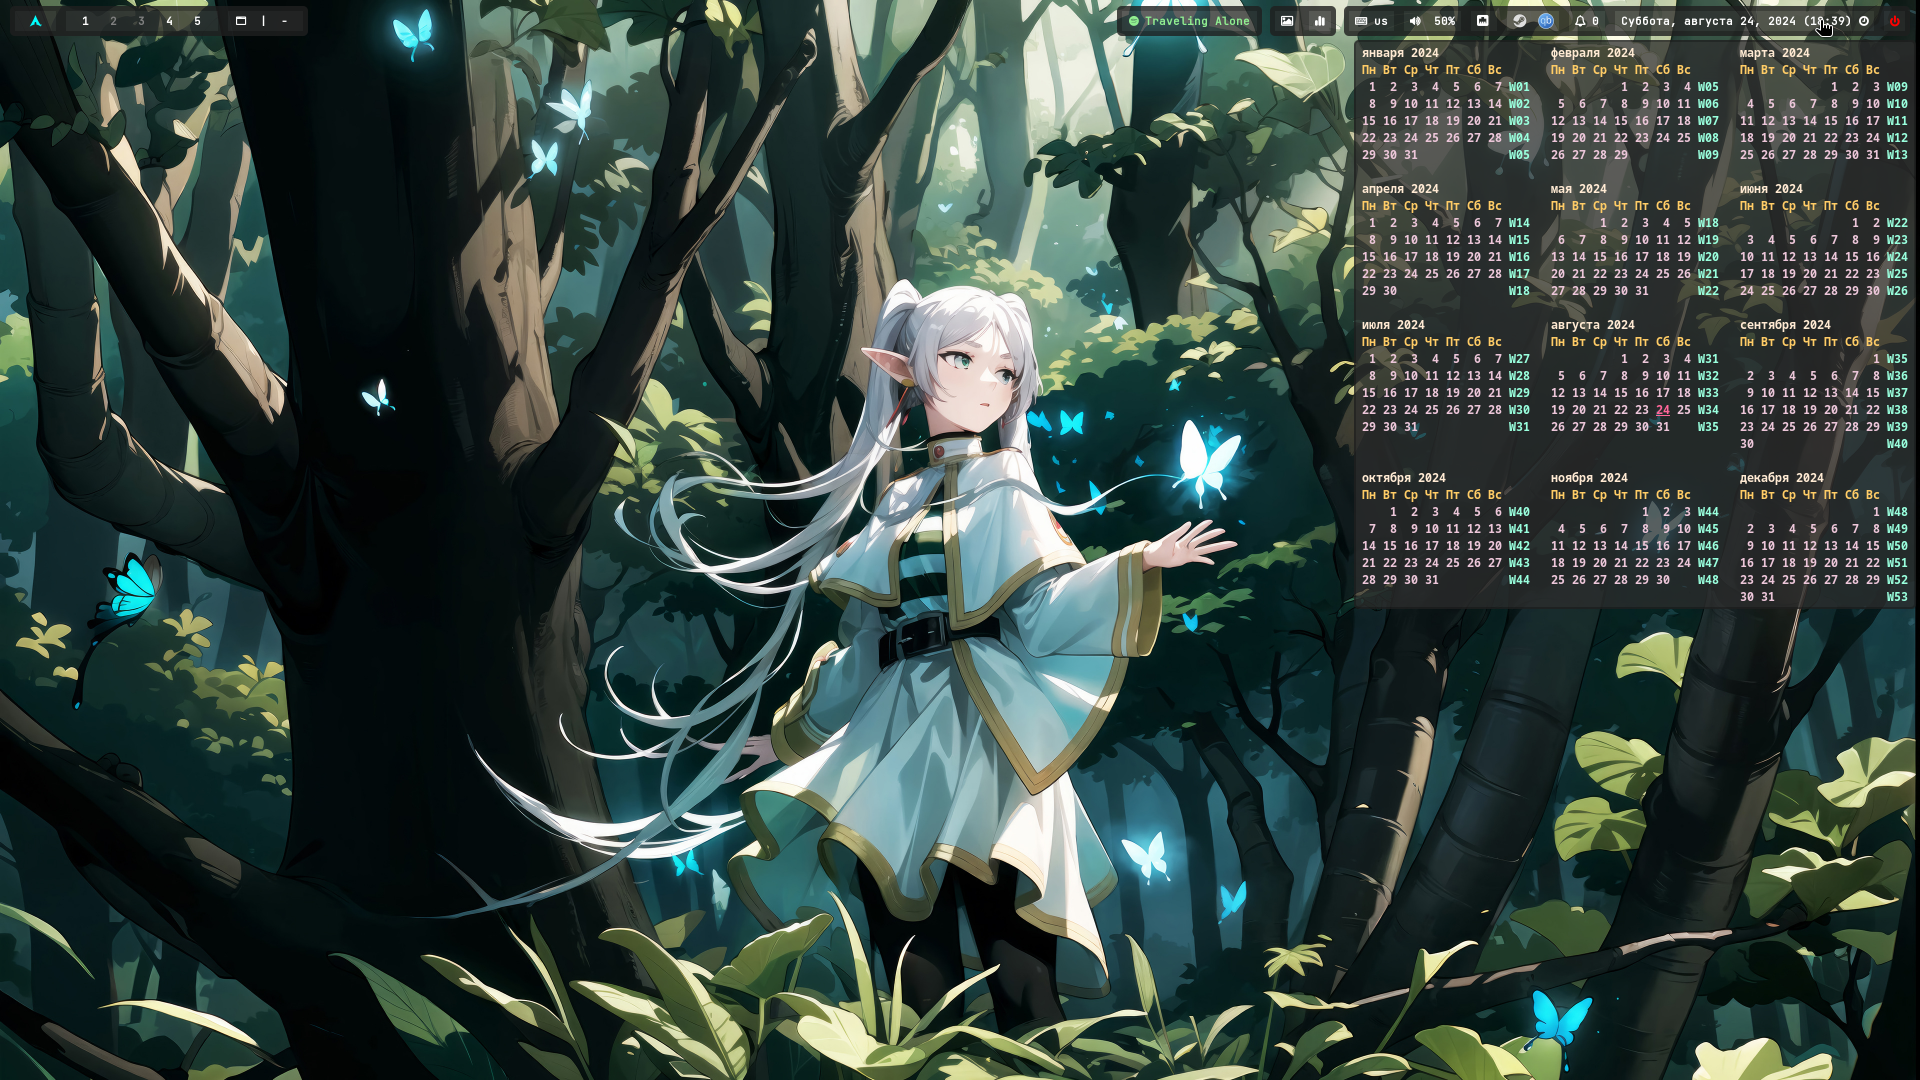 1 2 3 4 5 | -
Traveling Alone
us 50% 0 Суббота, августа 24, 2024
января 2024 февраля 2024 марта 2024
Пн Вт Ср Чт Пт Сб Вс Пн Вт Ср Чт Пт Сб Вс Пн Вт Ср Чт Пт Сб Вс
1 2 3 4 5 6 7 W01 1 2 3 4 W05 1 2 3 W09
8 9 10 11 12 13 14 W02 5 6 7 8 9 10 11 W06 4 5 6 7 8 9 10 W10
15 16 17 18 19 20 21 W03 12 13 14 15 16 17 18 W07 11 12 13 14 15 16 17 W11
22 23 24 25 26 27 28 W04 19 20 21 22 23 24 25 W08 18 19 20 21 22 23 24 W12
29 30 31 W05 26 27 28 29 W09 25 26 27 28 29 30 31 W13
апреля 2024 мая 2024 июня 2024
Пн Вт Ср Чт Пт Сб Вс Пн Вт Ср Чт Пт Сб Вс Пн Вт Ср Чт Пт Сб Вс
1 2 3 4 5 6 7 W14 1 2 3 4 5 W18 1 2 W22
8 9 10 11 12 13 14 W15 6 7 8 9 10 11 12 W19 3 4 5 6 7 8 9 W23
15 16 17 18 19 20 21 W16 13 14 15 16 17 18 19 W20 10 11 12 13 14 15 16 W24
22 23 24 25 26 27 28 W17 20 21 22 23 24 25 26 W21 17 18 19 20 21 22 23 W25
29 30 W18 27 28 29 30 31 W22 24 25 26 27 28 29 30 W26
июля 2024 августа 2024 сентября 2024
Пн Вт Ср Чт Пт Сб Вс Пн Вт Ср Чт Пт Сб Вс Пн Вт Ср Чт Пт Сб Вс
1 2 3 4 5 6 7 W27 1 2 3 4 W31 1 W35
8 9 10 11 12 13 14 W28 5 6 7 8 9 10 11 W32 2 3 4 5 6 7 8 W36
15 16 17 18 19 20 21 W29 12 13 14 15 16 17 18 W33 9 10 11 12 13 14 15 W37
22 23 24 25 26 27 28 W30 19 20 21 22 23 24 25 W34 16 17 18 19 20 21 22 W38
29 30 31 W31 26 27 28 29 30 31 W35 23 24 25 26 27 28 29 W39
30 W40
октября 2024 ноября 2024 декабря 2024
Пн Вт Ср Чт Пт Сб Вс Пн Вт Ср Чт Пт Сб Вс Пн Вт Ср Чт Пт Сб Вс
1 2 3 4 5 6 W40 1 2 3 W44 1 W48
7 8 9 10 11 12 13 W41 4 5 6 7 8 9 10 W45 2 3 4 5 6 7 8 W49
14 15 16 17 18 19 20 W42 11 12 13 14 15 16 17 W46 9 10 11 12 13 14 15 W50
21 22 23 24 25 26 27 W43 18 19 20 21 22 23 24 W47 16 17 18 19 20 21 22 W51
28 29 30 31 W44 25 26 27 28 29 30 W48 23 24 25 26 27 28 29 W52
30 31 W53